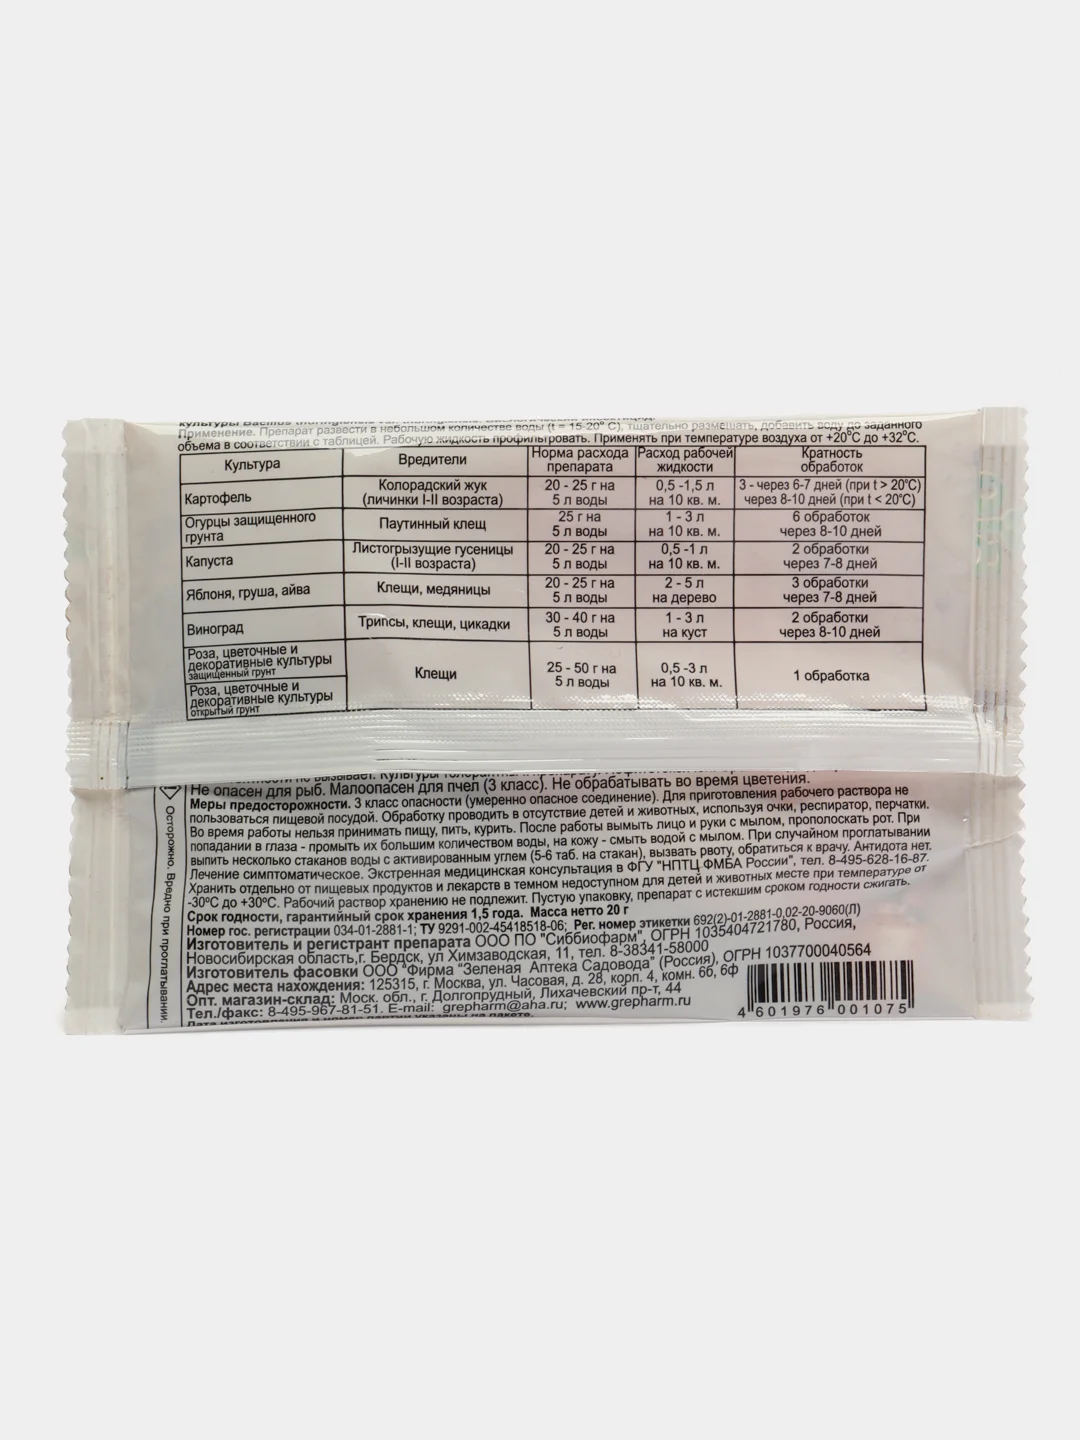 культуры Bacillus
Применение. Препарат развести в небольшом количестве воды (t = 15-20° С), тщательно размешать, добавить воду до заданного
объема в соответствии с таблицей. Рабочую жидкость профильтровать. Применять при температуре воздуха от +20°С до +32°С.
Культура Вредители Норма расхода препарата Расход рабочей жидкости Кратность обработок
Картофель Колорадский жук (личинки I-II возраста) 20 - 25 г на 5 л воды 0,5 -1,5 л на 10 кв. м. 3 - через 6-7 дней (при t > 20°С) через 8-10 дней (при t < 20°С)
Огурцы защищенного грунта Паутинный клещ 25 г на 5 л воды 1 - 3 л на 10 кв. м. 6 обработок через 8-10 дней
Капуста Листогрызущие гусеницы (I-II возраста) 20 - 25 г на 5 л воды 0,5 -1 л на 10 кв. м. 2 обработки через 7-8 дней
Яблоня, груша, айва Клещи, медяницы 20 - 25 г на 5 л воды 2 - 5 л на дерево 3 обработки через 7-8 дней
Виноград Трипсы, клещи, цикадки 30 - 40 г на 5 л воды 1 - 3 л на куст 2 обработки через 8-10 дней
Роза, цветочные и декоративные культуры защищенный грунт Клещи 25 - 50 г на 5 л воды 0,5 -3 л на 10 кв. м. 1 обработка
Роза, цветочные и декоративные культуры открытый грунт
не вызывает. Культуры
Не опасен для рыб. Малоопасен для пчел (3 класс). Не обрабатывать во время цветения.
Меры предосторожности. 3 класс опасности (умеренно опасное соединение). Для приготовления рабочего раствора не
пользоваться пищевой посудой. Обработку проводить в отсутствие детей и животных, используя очки, респиратор, перчатки.
Во время работы нельзя принимать пищу, пить, курить. После работы вымыть лицо и руки с мылом, прополоскать рот. При
попадании в глаза - промыть их большим количеством воды, на кожу - смыть водой с мылом. При случайном проглатывании
выпить несколько стаканов воды с активированным углем (5-6 таб. на стакан), вызвать рвоту, обратиться к врачу. Антидота нет.
Лечение симптоматическое. Экстренная медицинская консультация в ФГУ "НПТЦ ФМБА России", тел. 8-495-628-16-87.
Хранить отдельно от пищевых продуктов и лекарств в темном недоступном для детей и животных месте при температуре от
-30°С до +30°С. Рабочий раствор хранению не подлежит. Пустую упаковку, препарат с истекшим сроком годности сжигать.
Срок годности, гарантийный срок хранения 1,5 года. Масса нетто 20 г
Номер гос. регистрации 034-01-2881-1; ТУ 9291-002-45418518-06; Рег. номер этикетки 692(2)-01-2881-0,02-20-9060(Л)
Изготовитель и регистрант препарата ООО ПО "Сиббиофарм", ОГРН 1035404721780, Россия,
Новосибирская область,г. Бердск, ул Химзаводская, 11, тел. 8-38341-58000
Изготовитель фасовки ООО "Фирма "Зеленая Аптека Садовода" (Россия), ОГРН 1037700040564
Адрес места нахождения: 125315, г. Москва, ул. Часовая, д. 28, корп. 4, комн. 6б, 6ф
Опт. магазин-склад: Моск. обл., г. Долгопрудный, Лихачевский пр-т, 44
Тел./факс: 8-495-967-81-51. E-mail: grepharm@aha.ru; www.grepharm.ru
Дата изготовления и номер партии указаны на пакете.
4 601976 001075
Осторожно. Вредно при проглатывании.